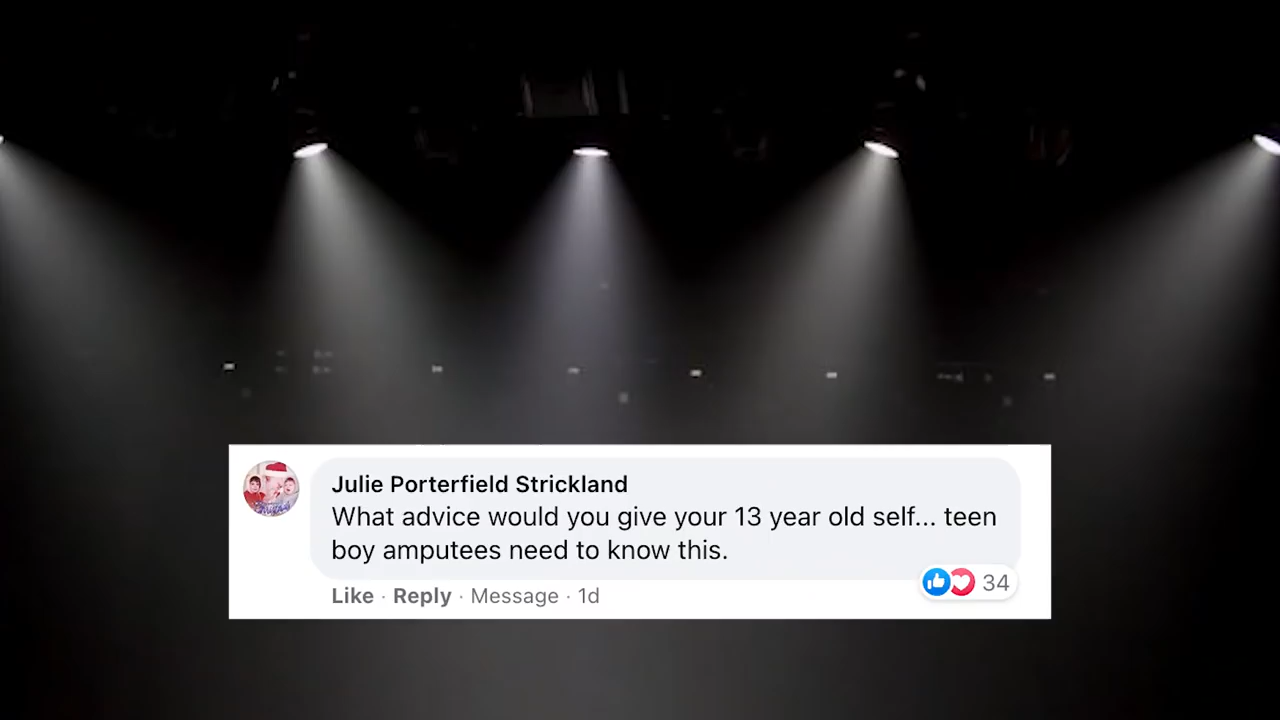 Julie Porterfield Strickland
What advice would you give your 13 year old self... teen
boy amputees need to know this.
Like · Reply · Message · 1d
34